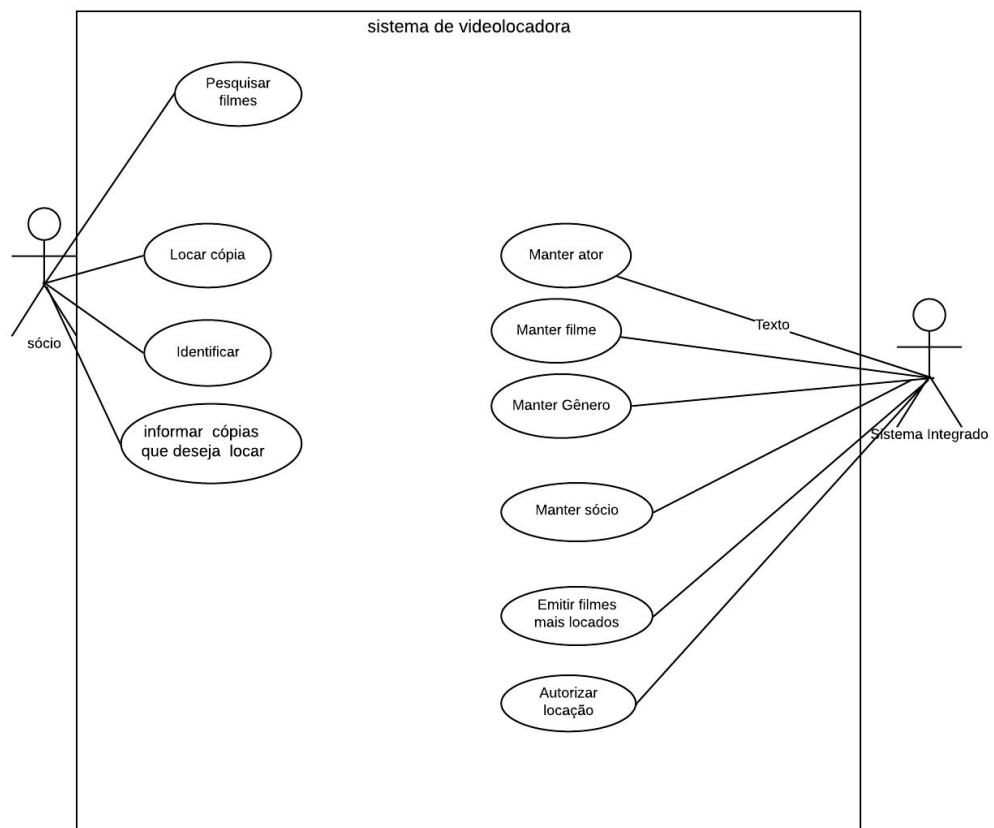 sistema de videolocadora
Pesquisar
filmes
Locar cópia
Identificar
informar cópias
que deseja locar
sócio
Manter ator
Manter filme
Manter Gênero
Manter sócio
Emitir filmes
mais locados
Autorizar
locação
Texto
Sistema Integrado